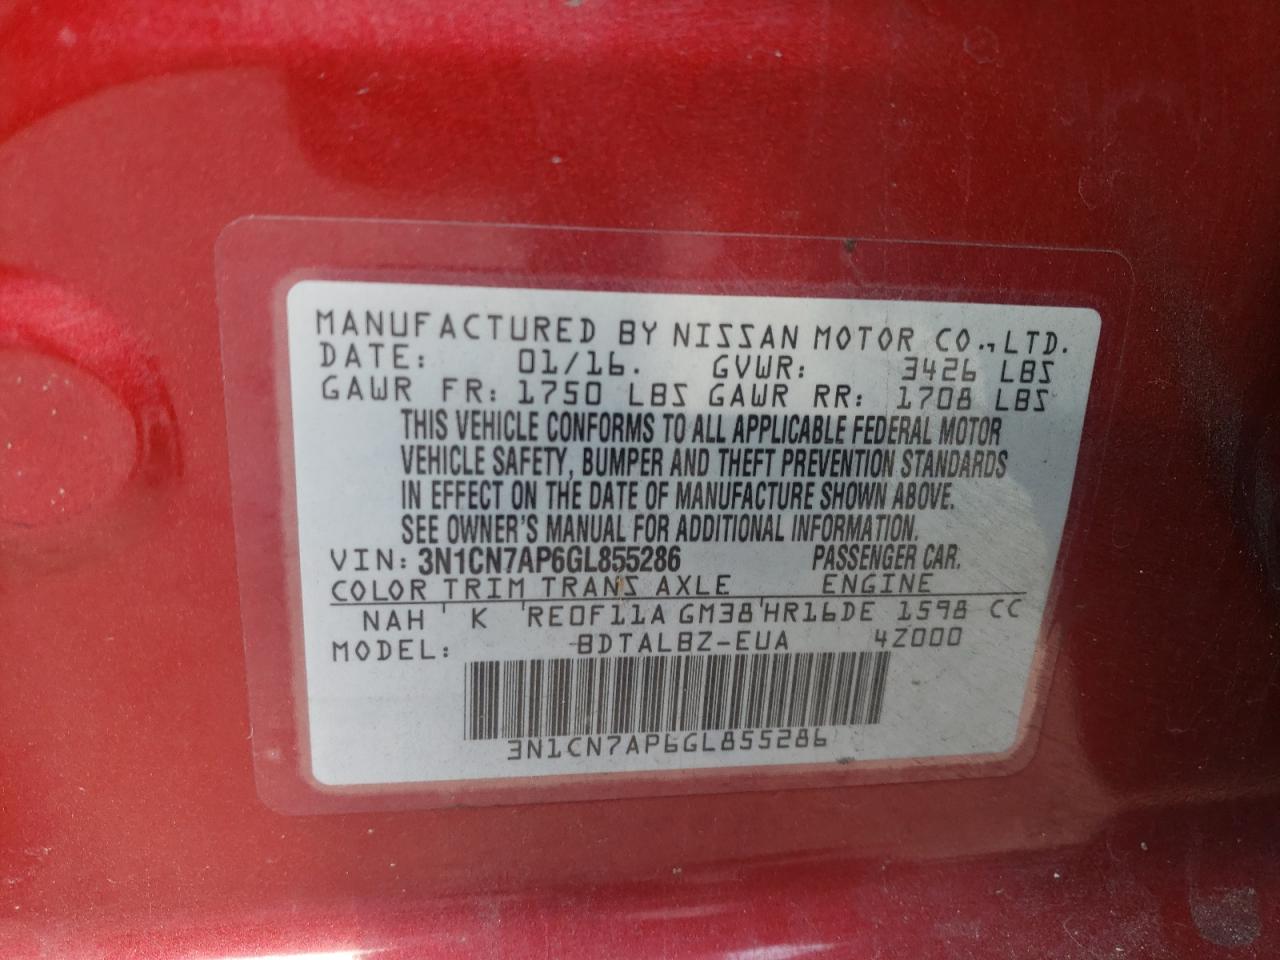 MANUFACTURED BY NISSAN MOTOR CO.,LTD.
DATE: 01/16. GVWR: 3426 LBS
GAWR FR: 1750 LBS GAWR RR: 1708 LBS
THIS VEHICLE CONFORMS TO ALL APPLICABLE FEDERAL MOTOR
VEHICLE SAFETY, BUMPER AND THEFT PREVENTION STANDARDS
IN EFFECT ON THE DATE OF MANUFACTURE SHOWN ABOVE.
SEE OWNER'S MANUAL FOR ADDITIONAL INFORMATION.
VIN: 3N1CN7AP6GL855286 PASSENGER CAR.
COLOR TRIM TRANS AXLE ENGINE
NAH K RE0F11A GM38 HR16DE 1598 CC
MODEL: BDTALBZ-EUA 4Z000
3N1CN7AP6GL855286